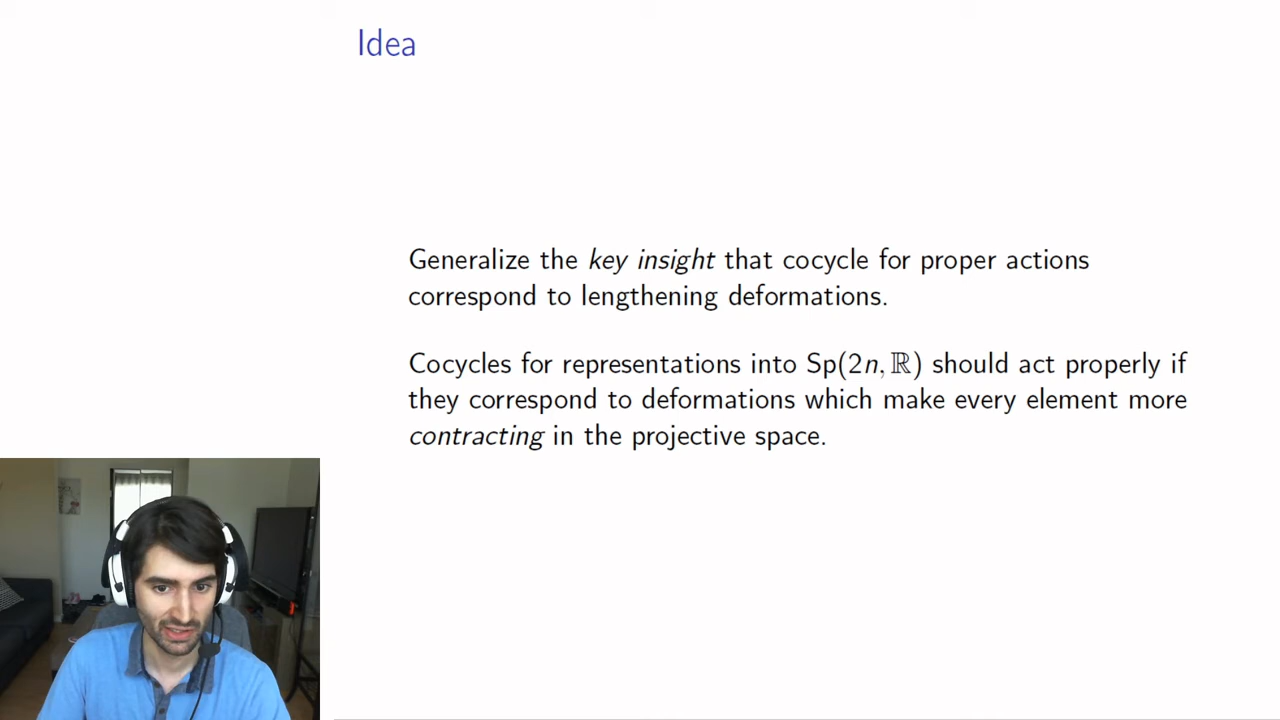 Idea
Generalize the key insight that cocycle for proper actions
correspond to lengthening deformations.
Cocycles for representations into Sp(2n, ℝ) should act properly if
they correspond to deformations which make every element more
contracting in the projective space.